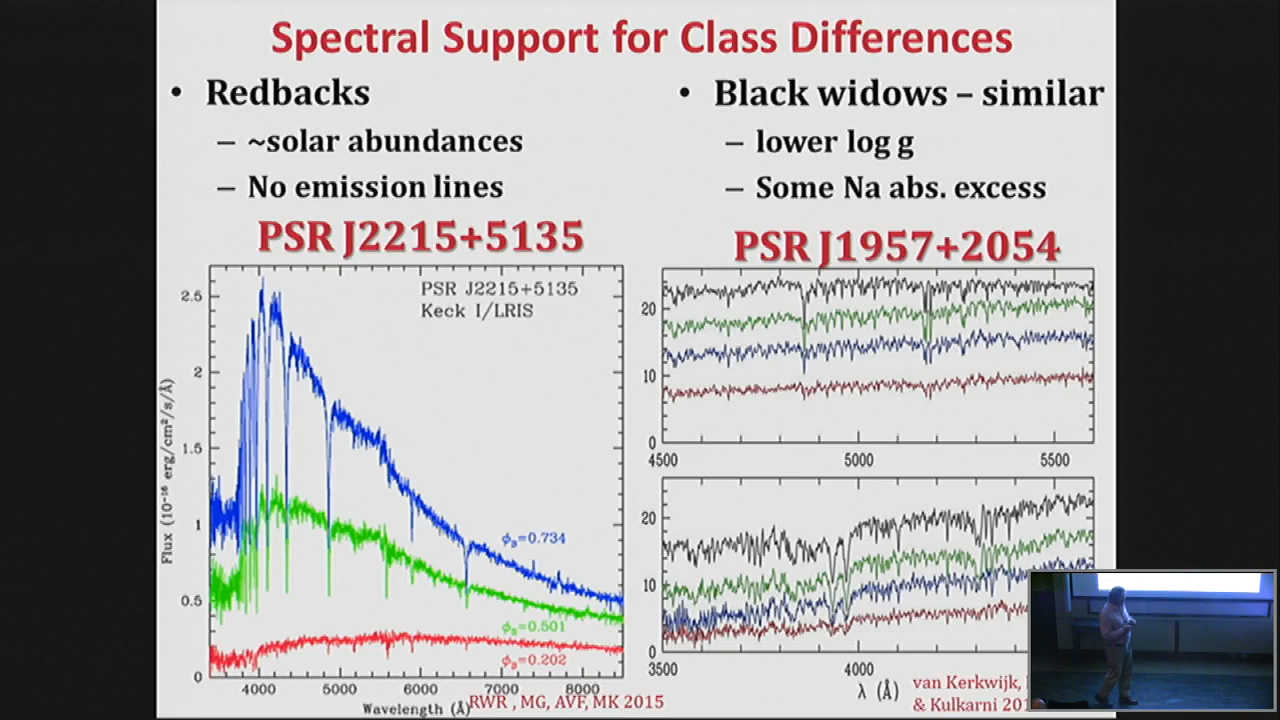 Spectral Support for Class Differences
• Redbacks
– ~solar abundances
– No emission lines
PSR J2215+5135
PSR J2215+5135
Keck I/LRIS
2.5
2
1.5
1
0.5
0
Flux (10⁻¹⁶ erg/cm²/s/Å)
ϕB=0.734
ϕB=0.501
ϕB=0.202
4000 5000 6000 7000 8000
Wavelength (Å)
RWR , MG, AVF, MK 2015
• Black widows – similar
– lower log g
– Some Na abs. excess
PSR J1957+2054
20
10
0
4500 5000 5500
20
10
0
3500 4000
λ (Å)
van Kerkwijk,
& Kulkarni